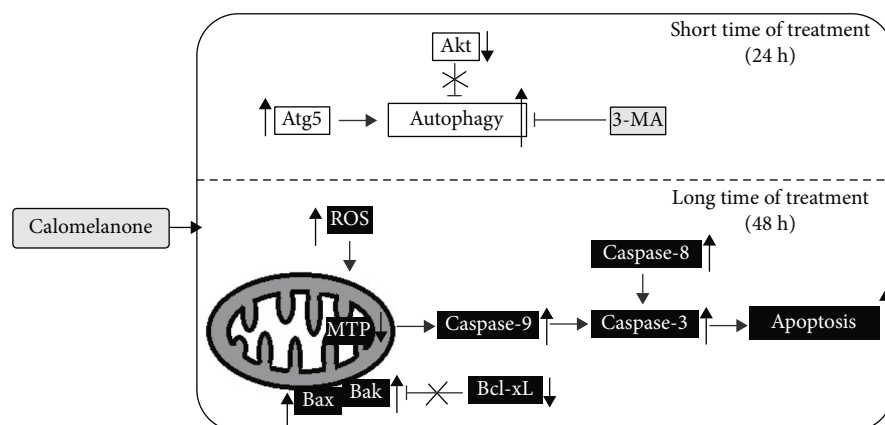 Short time of treatment
(24 h)
Akt
Atg5
Autophagy
3-MA
Calomelanone
Long time of treatment
(48 h)
ROS
Caspase-8
MTP
Caspase-9
Caspase-3
Apoptosis
Bax
Bak
Bcl-xL